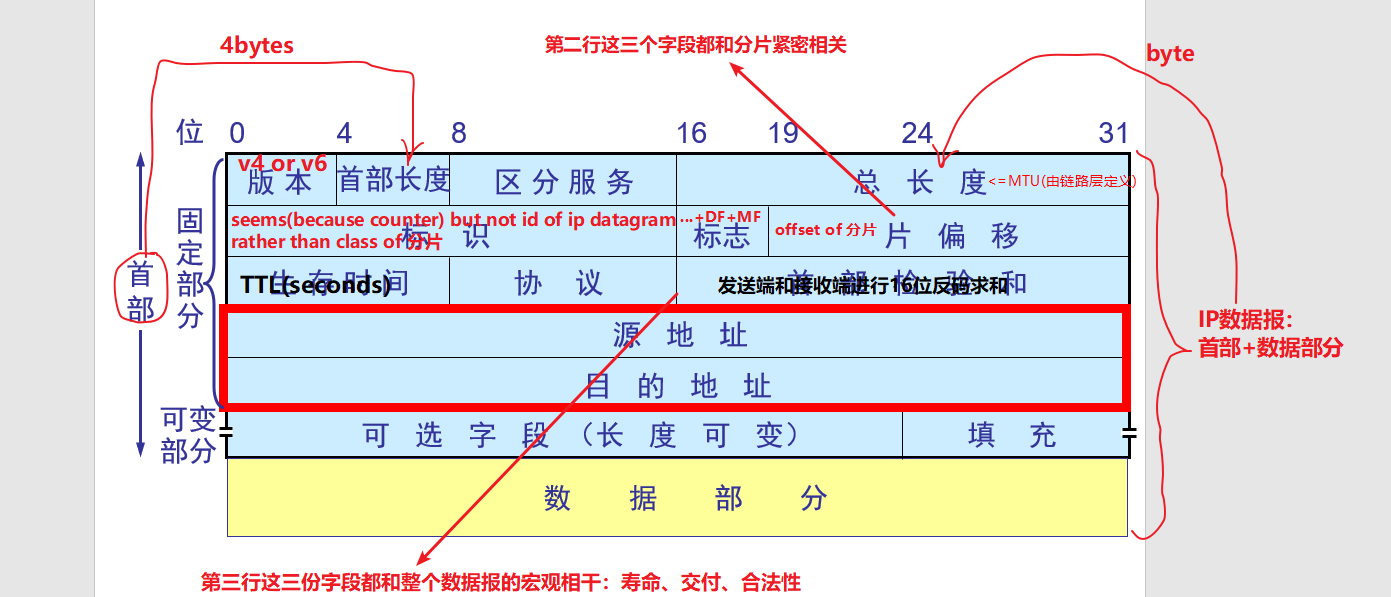 4bytes
第二行这三个字段都和分片紧密相关
byte
位 0 4 8 16 19 24 31
v4 or v6
版本 首部长度 区分服务 总长度 <=MTU(由链路层定义)
seems(because counter) but not id of ip datagram
rather than class of 分片
标识
...+DF+MF
标志
offset of 分片
片偏移
TTL(seconds)
生存时间 协议 首部检验和
发送端和接收端进行16位反码求和
源地址
目的地址
可选字段（长度可变） 填充
数据部分
首部
固定部分
可变
部分
IP数据报：
首部+数据部分
第三行这三份字段都和整个数据报的宏观相干：寿命、交付、合法性